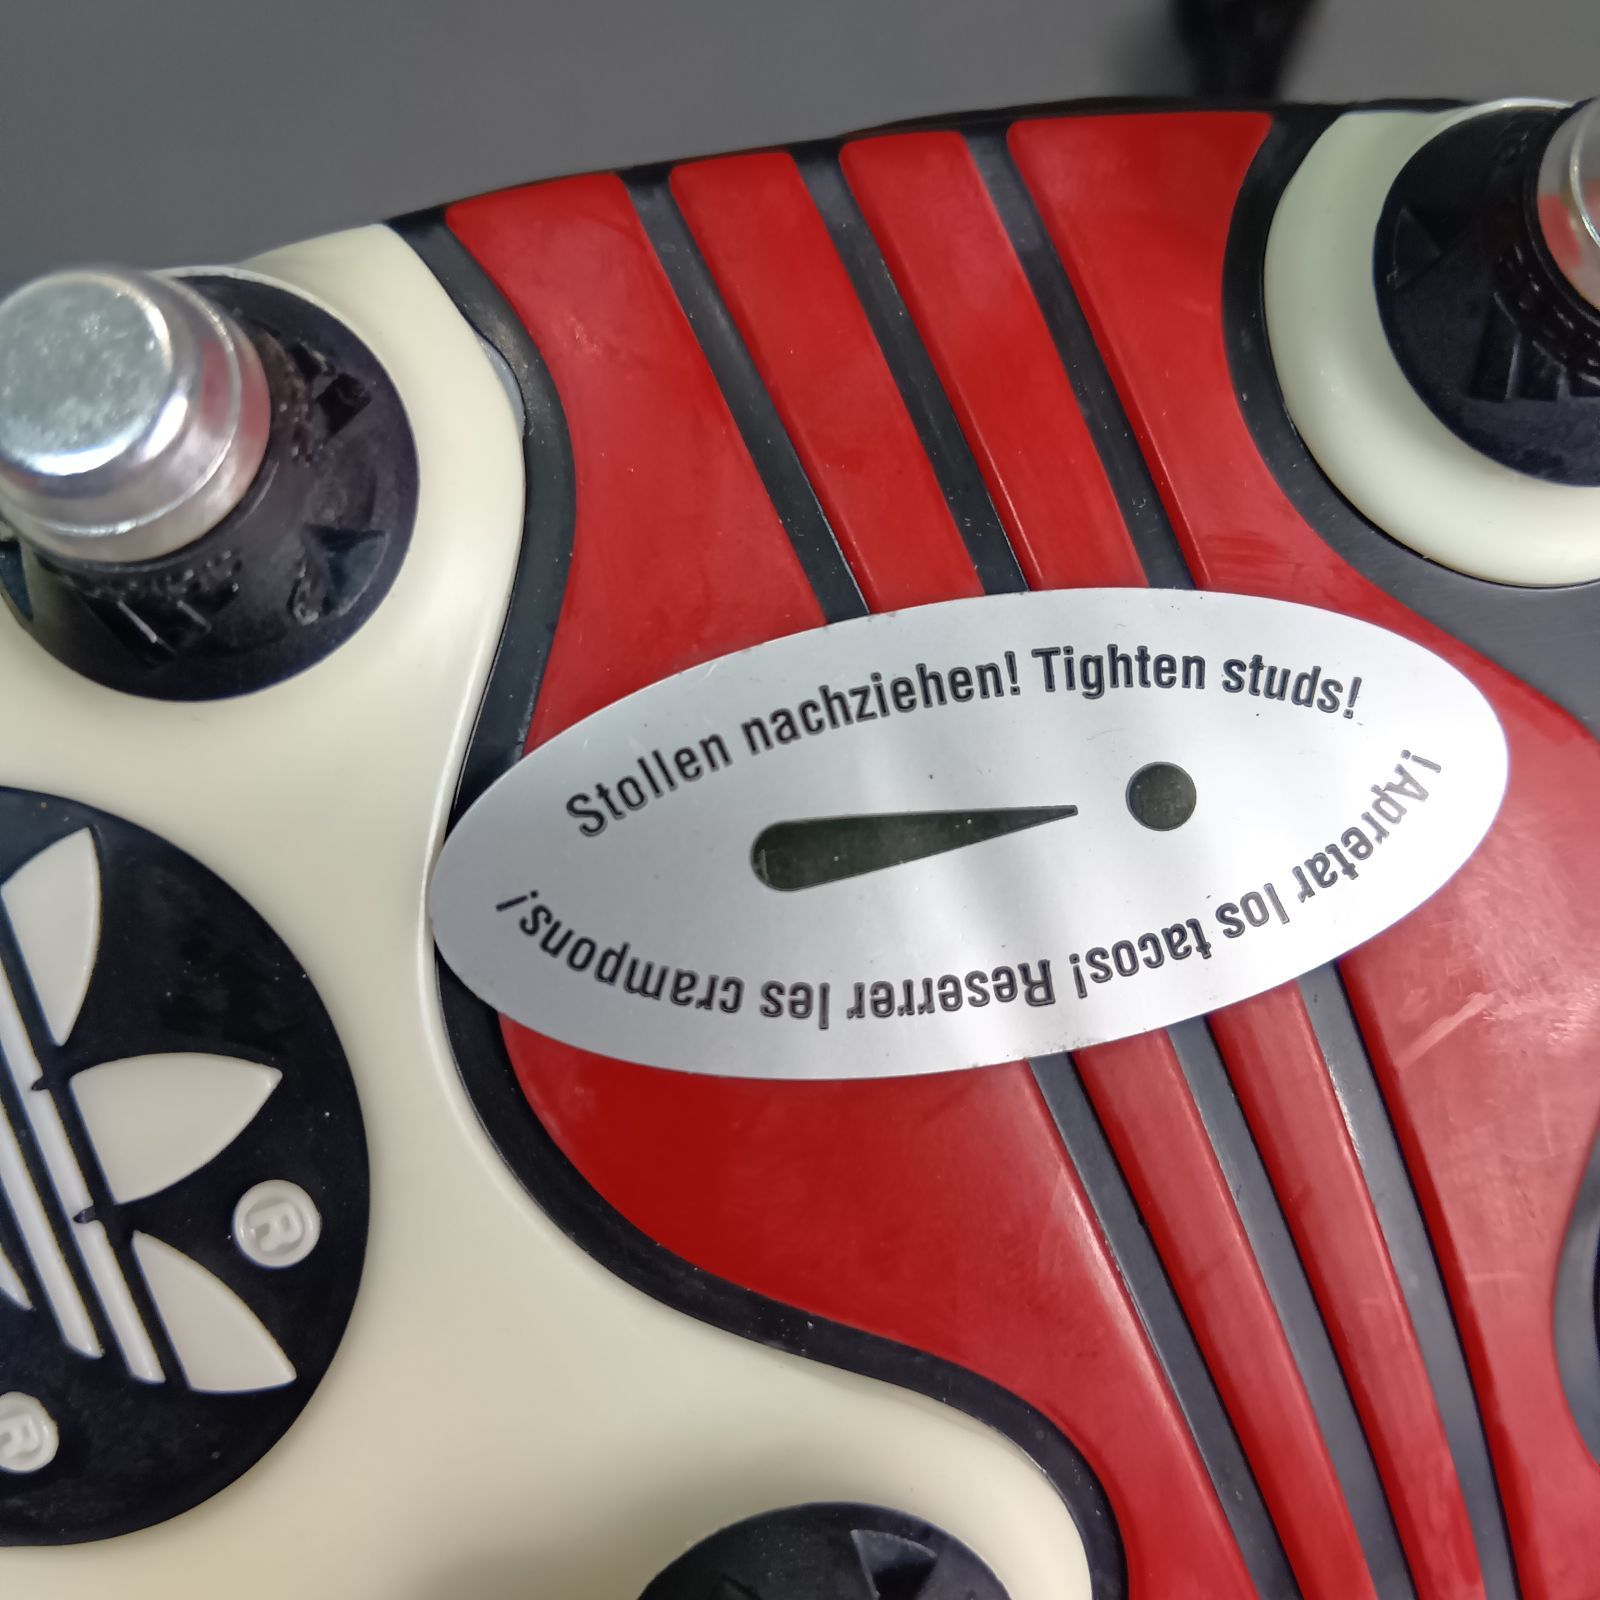 Stollen nachziehen! Tighten studs!
¡Apretar los tacos! Reserrer les crampons!
®
®